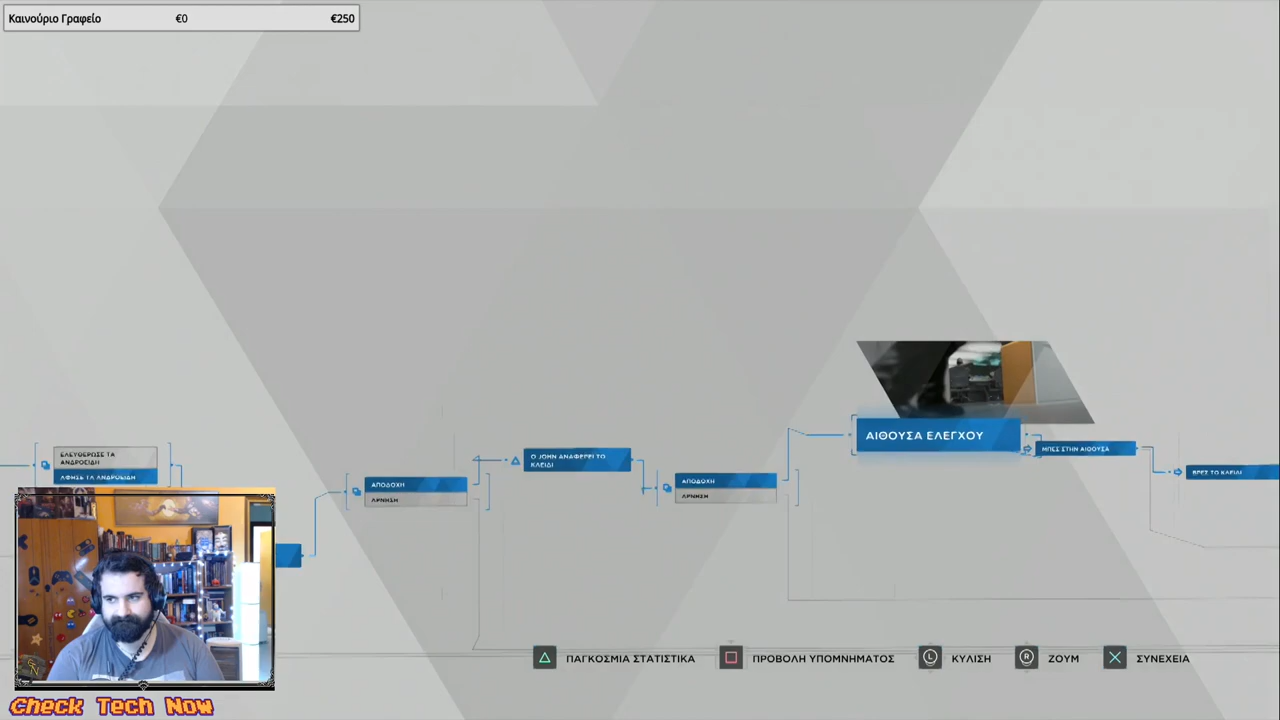 Καινούριο Γραφείο €0 €250
ΑΙΘΟΥΣΑ ΕΛΕΓΧΟΥ
ΜΠΕΣ ΣΤΗΝ ΑΙΘΟΥΣΑ
ΒΡΕΣ ΤΟ ΚΛΕΙΔΙ
Ο JOHN ΑΝΑΦΕΡΕΙ ΤΟ
ΚΛΕΙΔΙ
ΕΛΕΥΘΕΡΩΣΕ ΤΑ
ΑΝΔΡΟΕΙΔΗ
ΑΦΗΣΕ ΤΑ ΑΝΔΡΟΕΙΔΗ
ΑΠΟΔΟΧΗ
ΑΡΝΗΣΗ
ΑΠΟΔΟΧΗ
ΑΡΝΗΣΗ
ΠΑΓΚΟΣΜΙΑ ΣΤΑΤΙΣΤΙΚΑ ΠΡΟΒΟΛΗ ΥΠΟΜΝΗΜΑΤΟΣ L ΚΥΛΙΣΗ R ΖΟΥΜ ΣΥΝΕΧΕΙΑ
Check Tech Now